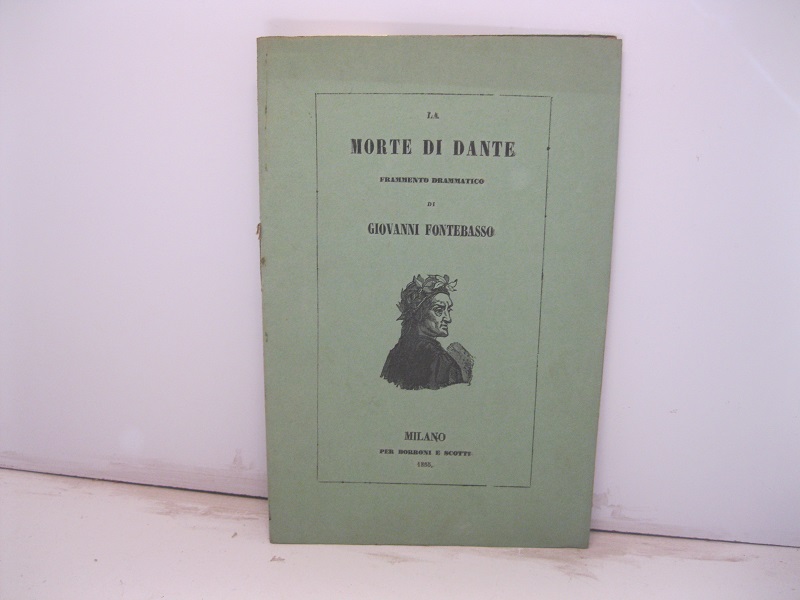 LA
MORTE DI DANTE
FRAMMENTO DRAMMATICO
DI
GIOVANNI FONTEBASSO
MILANO
PER BORRONI E SCOTTI